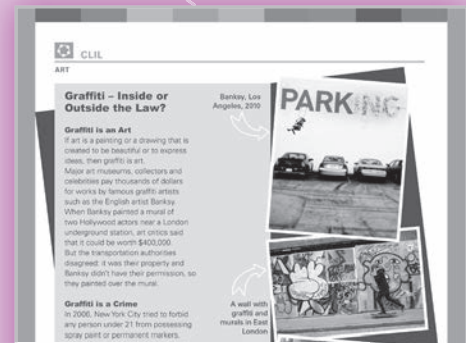 CLIL
ART
Graffiti – Inside or
Outside the Law?
Graffiti is an Art
If art is a painting or a drawing that is
created to be beautiful or to express
ideas, then graffiti is art.
Major art museums, collectors and
celebrities pay thousands of dollars
for works by famous graffiti artists
such as the English artist Banksy.
When Banksy painted a mural of
two Hollywood actors near a London
underground station, art critics said
that it could be worth $400,000.
But the transportation authorities
disagreed: it was their property and
Banksy didn't have their permission, so
they painted over the mural.
Graffiti is a Crime
In 2006, New York City tried to forbid
any person under 21 from possessing
spray paint or permanent markers.
Banksy, Los
Angeles, 2010
PARKING
A wall with
graffiti and
murals in East
London